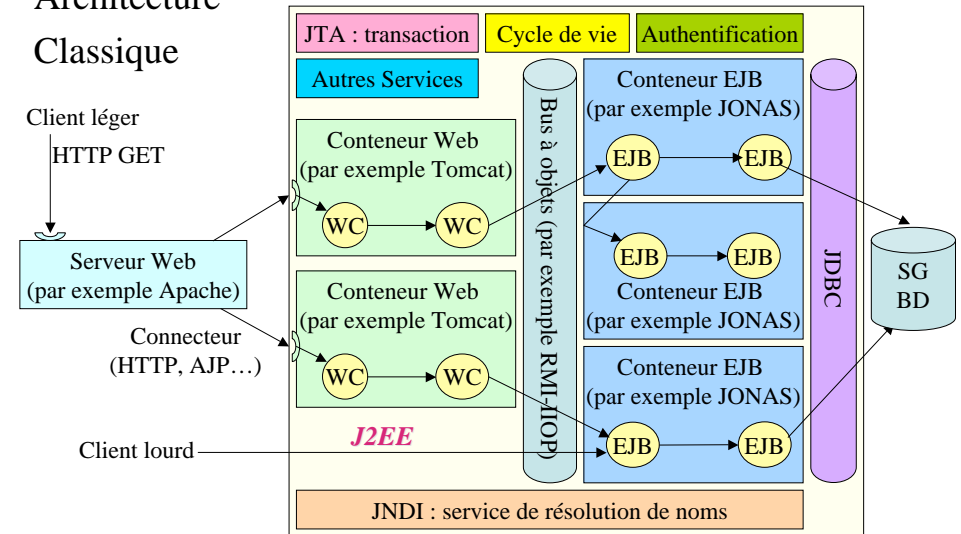 Architecture
Classique
JTA : transaction
Cycle de vie
Authentification
Autres Services
Client léger
HTTP GET
Serveur Web
(par exemple Apache)
Connecteur
(HTTP, AJP…)
Client lourd
Conteneur Web
(par exemple Tomcat)
WC
WC
Conteneur Web
(par exemple Tomcat)
WC
WC
J2EE
Bus à objets (par exemple RMI-IIOP)
Conteneur EJB
(par exemple JONAS)
EJB
EJB
EJB
EJB
Conteneur EJB
(par exemple JONAS)
Conteneur EJB
(par exemple JONAS)
EJB
EJB
JDBC
SG
BD
JNDI : service de résolution de noms